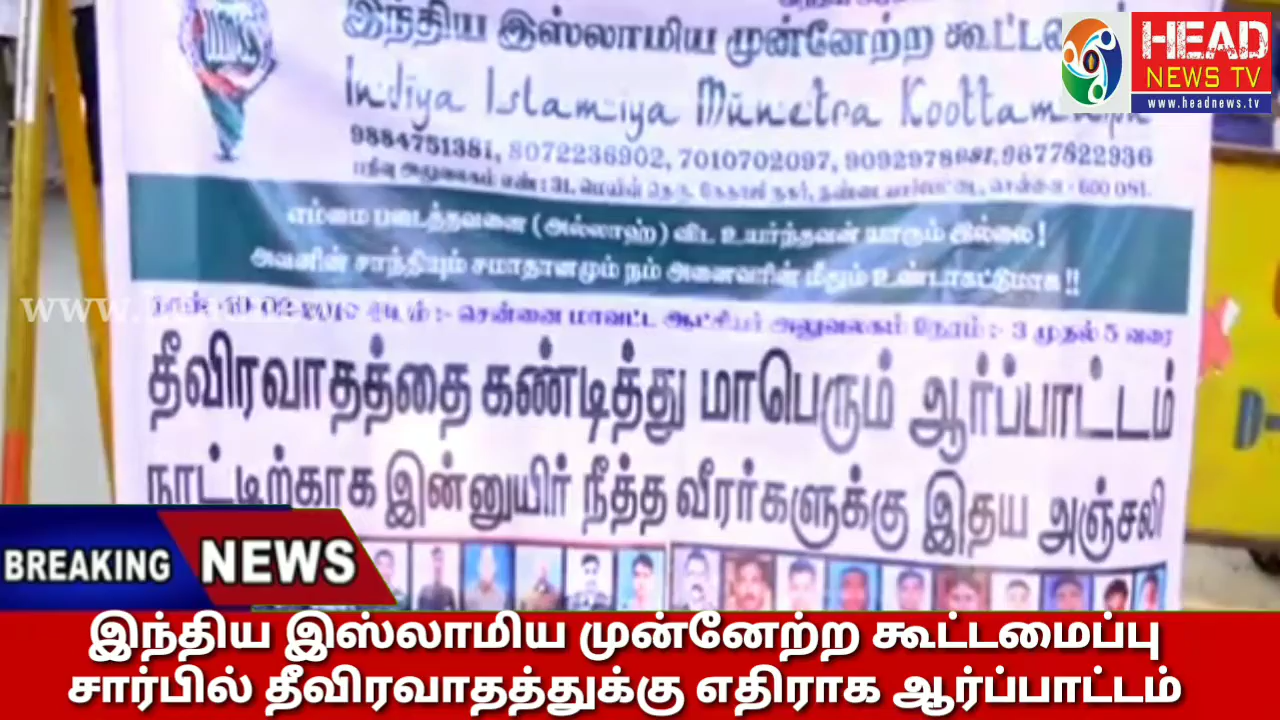 இந்திய இஸ்லாமிய முன்னேற்ற
Indiya Islamiya Munetra
9884751381, 8072236902, 7010702097, 9877822936
எம்மை படைத்தவனை (அல்லாஹ்) விட உயர்ந்தவன் யாரும் இல்லை!
அவனின் சாந்தியும் சமாதானமும் நம் அனைவரின் மீதும் உண்டாகட்டுமாக!!
சென்னை மாவட்ட ஆட்சியர் அலுவலகம் நேரம் :- 3 முதல் 5 வரை
தீவிரவாதத்தை கண்டித்து மாபெரும் ஆர்ப்பாட்டம்
நாட்டிற்காக இன்னுயிர் நீத்த வீரர்களுக்கு இதய அஞ்சலி
HEAD
NEWS TV
www.headnews.tv
BREAKING NEWS
இந்திய இஸ்லாமிய முன்னேற்ற கூட்டமைப்பு
சார்பில் தீவிரவாதத்துக்கு எதிராக ஆர்ப்பாட்டம்